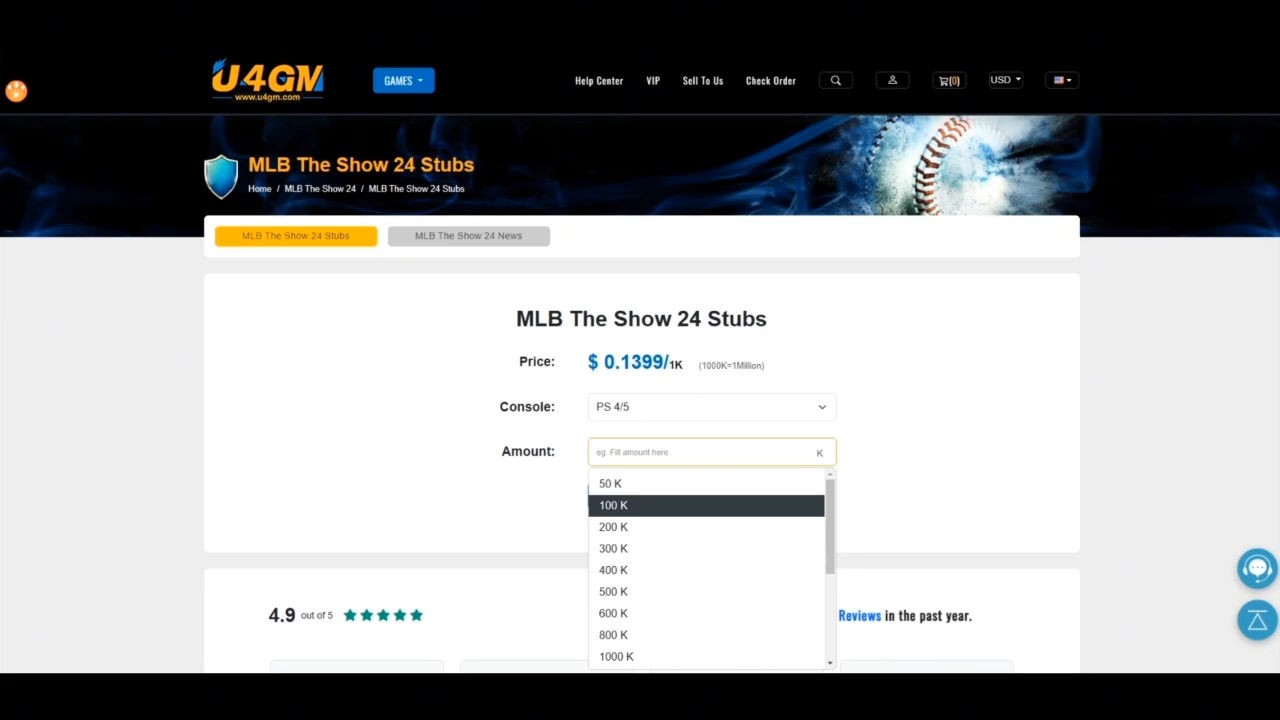 U4GM
www.u4gm.com
GAMES
Help Center
VIP
Sell To Us
Check Order
(0)
USD
MLB The Show 24 Stubs
Home / MLB The Show 24 / MLB The Show 24 Stubs
MLB The Show 24 Stubs
MLB The Show 24 News
MLB The Show 24 Stubs
Price: $ 0.1399/1K (1000K=1Million)
Console: PS 4/5
Amount: eg: Fill amount here K
50 K
100 K
200 K
300 K
400 K
500 K
600 K
800 K
1000 K
4.9 out of 5
Reviews in the past year.